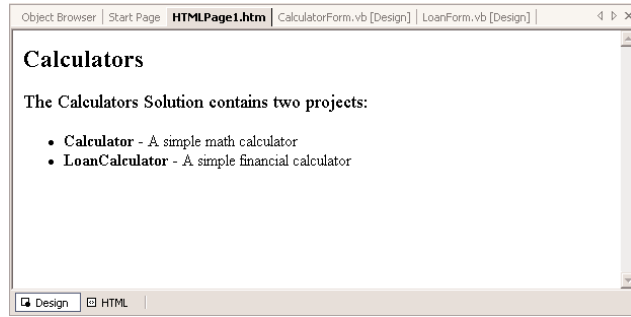 Object Browser | Start Page | HTMLPage1.htm | CalculatorForm.vb [Design] | LoanForm.vb [Design] |
Calculators
The Calculators Solution contains two projects:
• Calculator - A simple math calculator
• LoanCalculator - A simple financial calculator
Design HTML